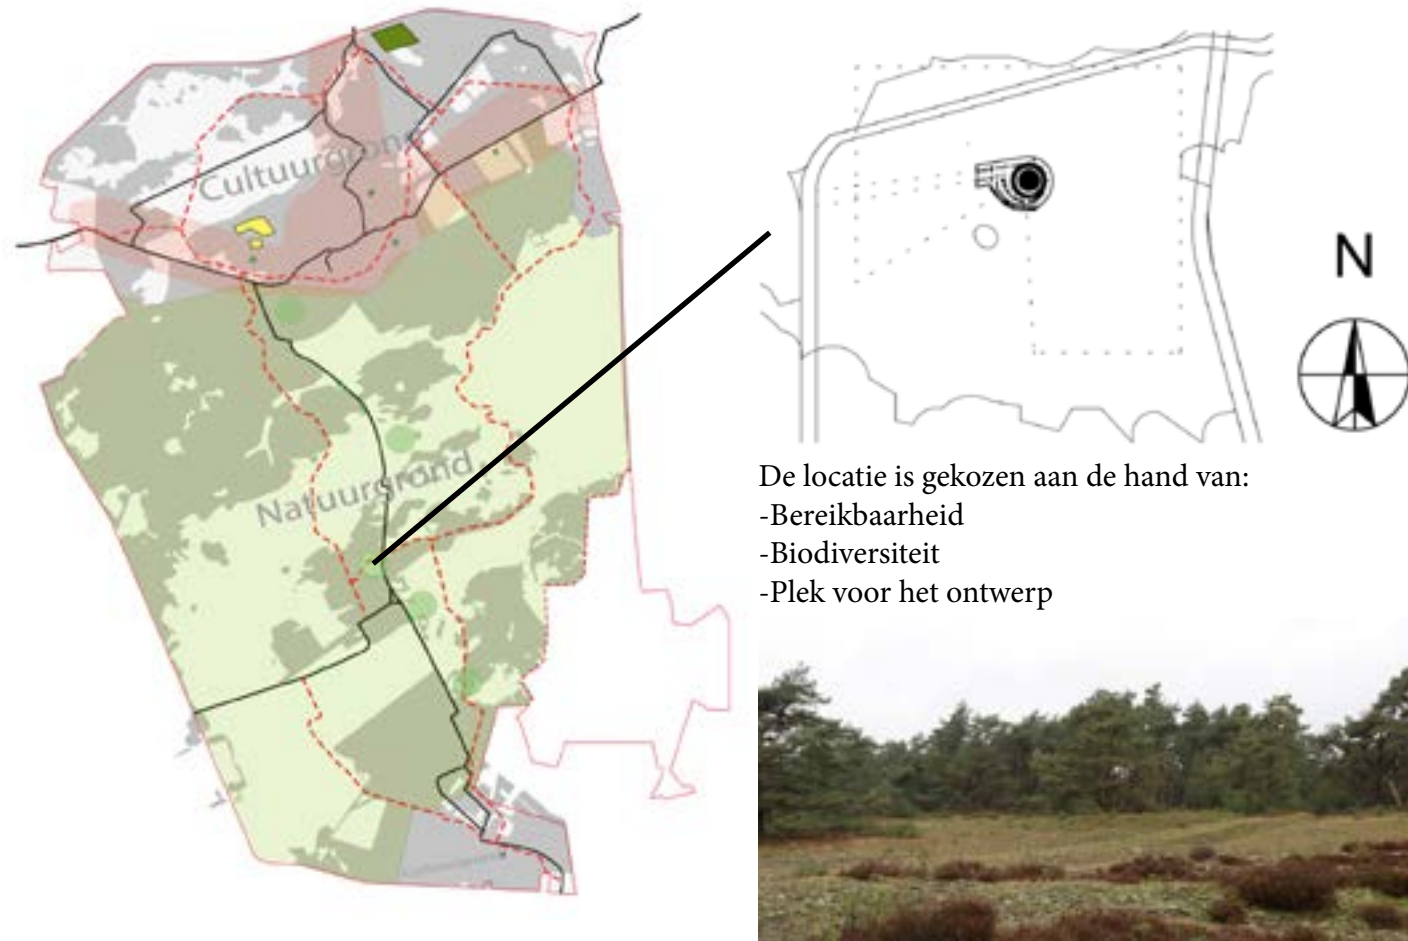 Cultuurgrond
N
Natuurgrond
De locatie is gekozen aan de hand van:
-Bereikbaarheid
-Biodiversiteit
-Plek voor het ontwerp